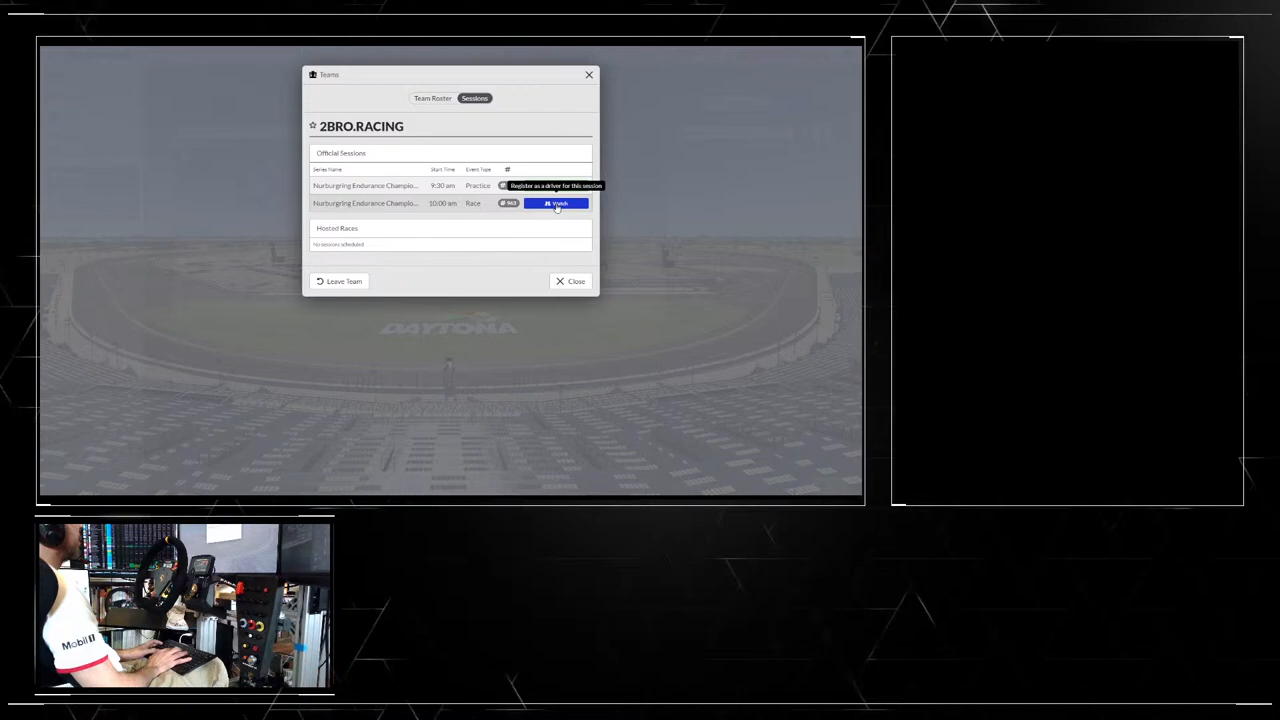 Teams
Team Roster Sessions
2BRO.RACING
Official Sessions
Series Name Start Time Event Type #
Nurburgring Endurance Champio... 9:30 am Practice
Register as a driver for this session
Nurburgring Endurance Champio... 10:00 am Race # 963 Watch
Hosted Races
No sessions scheduled
Leave Team Close
DAYTONA
Mobil 1